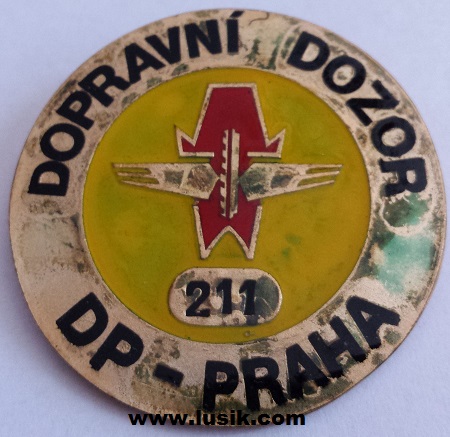 DOPRAVNÍ DOZOR
211
DP - PRAHA
www.lusik.com